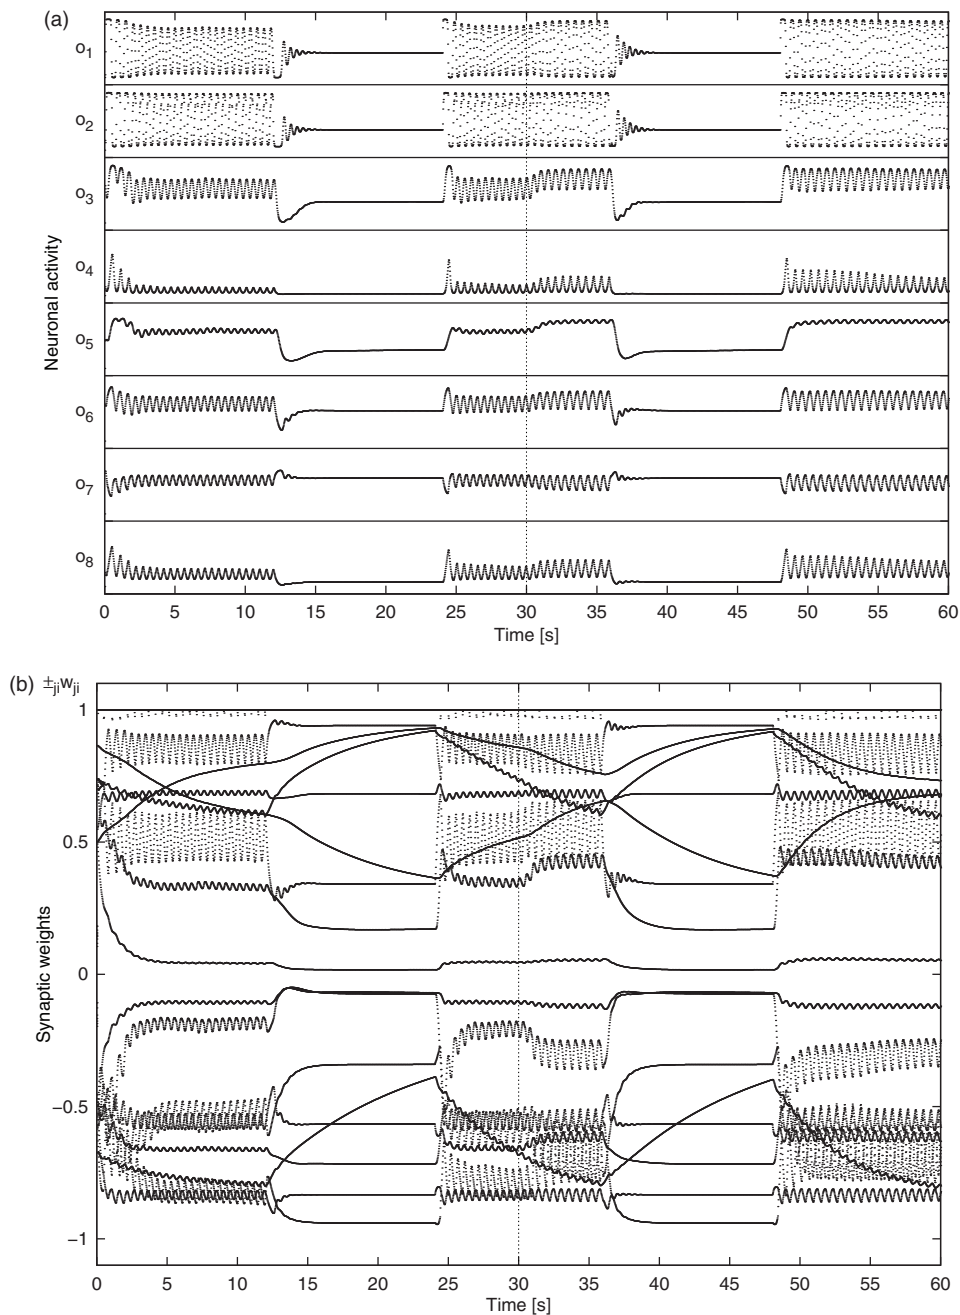 (a)
o1
o2
o3
o4
o5
o6
o7
o8
Neuronal activity
0 5 10 15 20 25 30 35 40 45 50 55 60
Time [s]
(b) ±jiwji
1
0.5
0
−0.5
−1
Synaptic weights
0 5 10 15 20 25 30 35 40 45 50 55 60
Time [s]